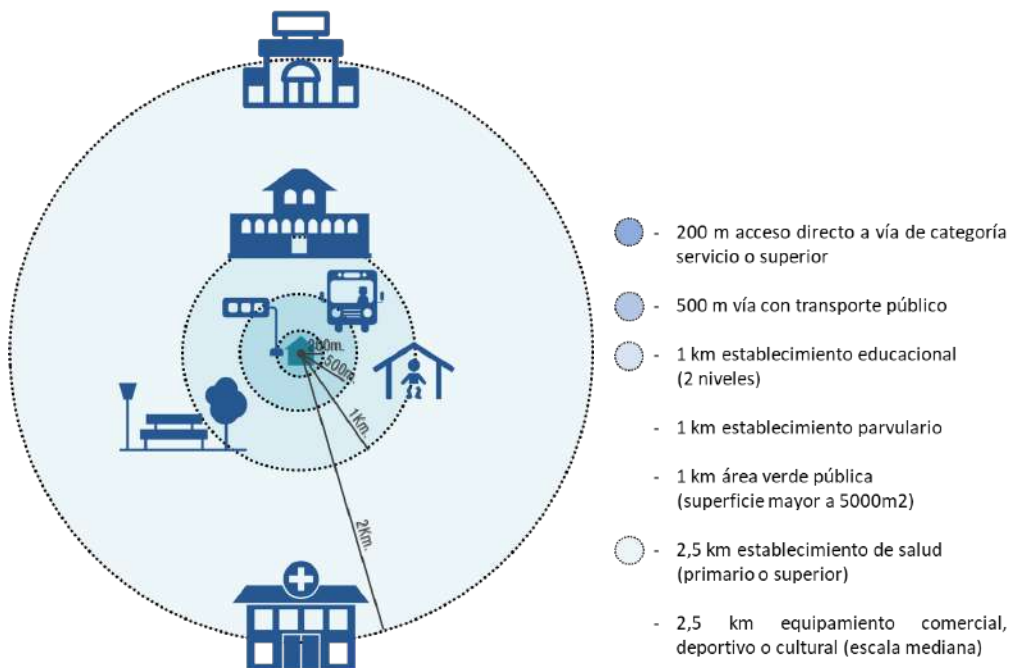 200m.
500m.
1Km.
2Km.
- 200 m acceso directo a vía de categoría
servicio o superior
- 500 m vía con transporte público
- 1 km establecimiento educacional
(2 niveles)
- 1 km establecimiento parvulario
- 1 km área verde pública
(superficie mayor a 5000m2)
- 2,5 km establecimiento de salud
(primario o superior)
- 2,5 km equipamiento comercial,
deportivo o cultural (escala mediana)